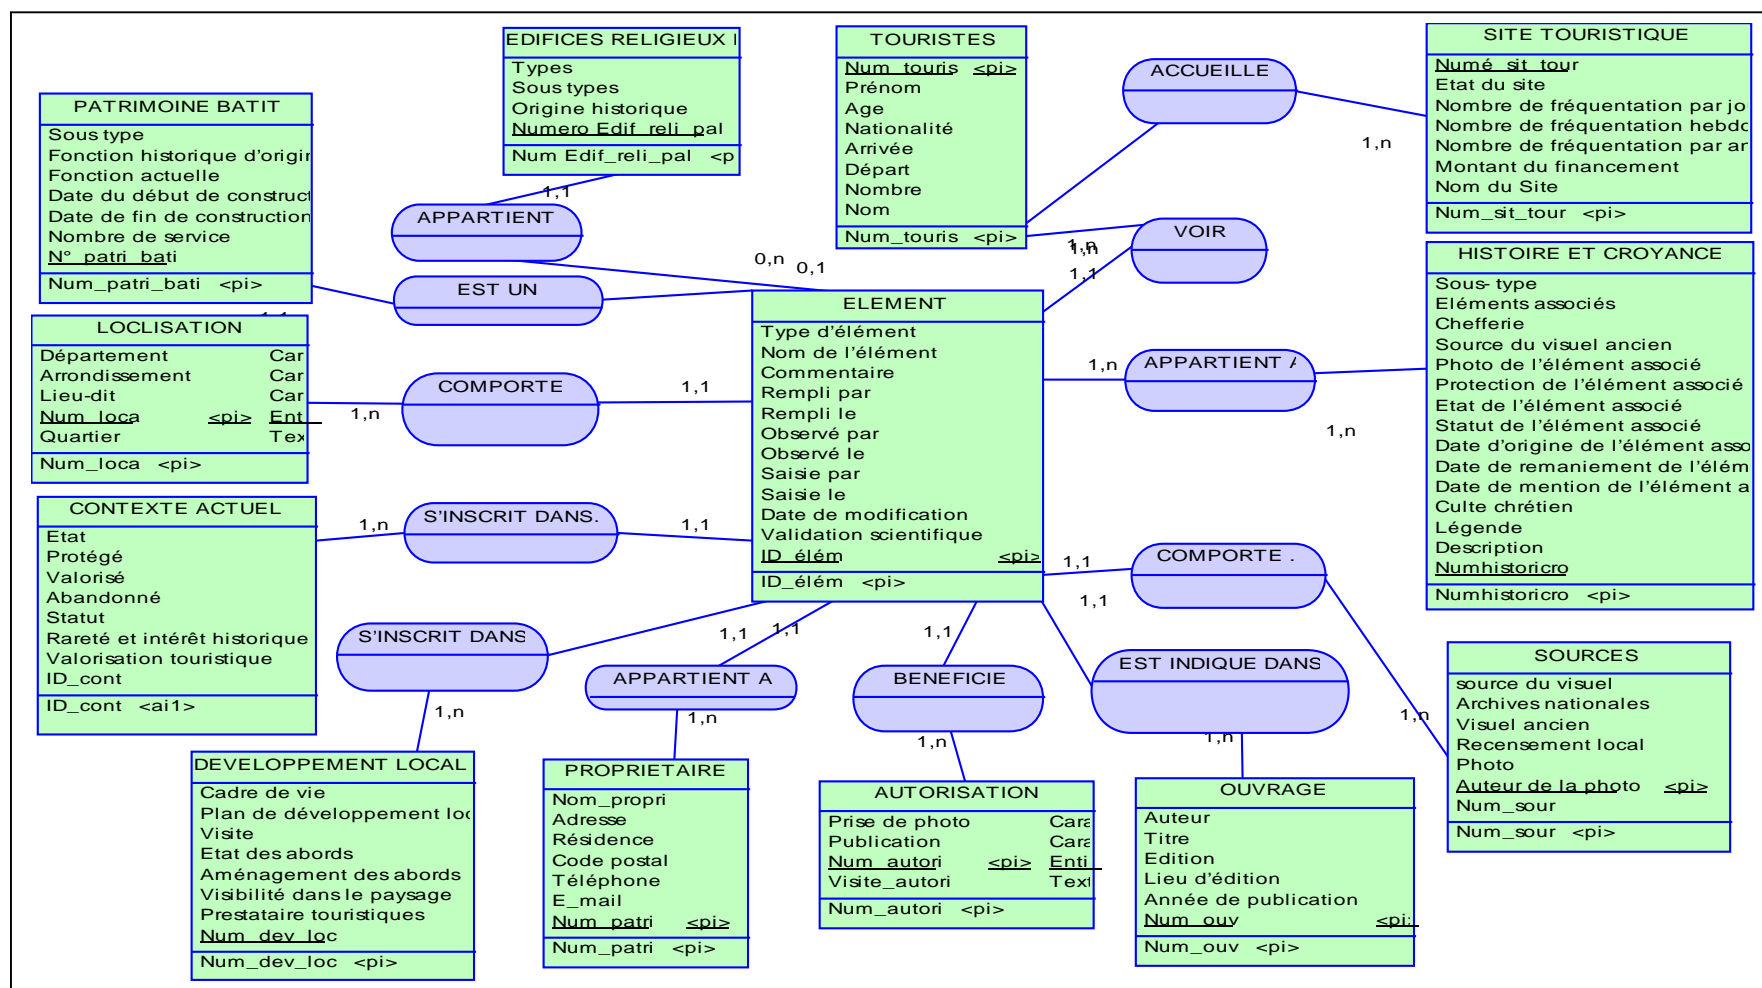 EDIFICES RELIGIEUX
Types
Sous types
Origine historique
Numero Edif_reli_pal
Num Edif_reli_pal <p
TOURISTES
Num_touris <pi>
Prénom
Age
Nationalité
Arrivée
Départ
Nombre
Nom
Num_touris <pi>
ACCUEILLE
1,n
SITE TOURISTIQUE
Numé_sit_tour
Etat du site
Nombre de fréquentation par jo
Nombre de fréquentation hebdo
Nombre de fréquentation par an
Montant du financement
Nom du Site
Num_sit_tour <pi>
PATRIMOINE BATIT
Sous type
Fonction historique d'origin
Fonction actuelle
Date du début de construct
Date de fin de construction
Nombre de service
N°_patri_bati
Num_patri_bati <pi>
1,1
APPARTIENT
0,n
0,1
EST UN
VOIR
1,n
1,n
1,1
HISTOIRE ET CROYANCE
Sous- type
Eléments associés
Chefferie
Source du visuel ancien
Photo de l'élément associé
Protection de l'élément associé
Etat de l'élément associé
Statut de l'élément associé
Date d'origine de l'élément asso
Date de remaniement de l'élém
Date de mention de l'élément a
Culte chrétien
Légende
Description
Numhistoricro
Numhistoricro <pi>
LOCLISATION
Département Car
Arrondissement Car
Lieu-dit Car
Num_loca <pi> Ent
Quartier Tex
Num_loca <pi>
1,n
COMPORTE
1,1
ELEMENT
Type d'élément
Nom de l'élément
Commentaire
Rempli par
Rempli le
Observé par
Observé le
Saisie par
Saisie le
Date de modification
Validation scientifique
ID_élém <pi>
ID_élém <pi>
1,n
APPARTIENT A
1,n
CONTEXTE ACTUEL
Etat
Protégé
Valorisé
Abandonné
Statut
Rareté et intérêt historique
Valorisation touristique
ID_cont
ID_cont <ai1>
1,n
S'INSCRIT DANS.
1,1
1,1
COMPORTE .
1,1
1,n
S'INSCRIT DANS
1,n
1,1
1,1
APPARTIENT A
1,n
1,1
BENEFICIE
1,n
EST INDIQUE DANS
1,n
SOURCES
source du visuel
Archives nationales
Visuel ancien
Recensement local
Photo
Auteur de la photo <pi>
Num_sour
Num_sour <pi>
DEVELOPPEMENT LOCAL
Cadre de vie
Plan de développement loc
Visite
Etat des abords
Aménagement des abords
Visibilité dans le paysage
Prestataire touristiques
Num_dev_loc
Num_dev_loc <pi>
PROPRIETAIRE
Nom_propri
Adresse
Résidence
Code postal
Téléphone
E_mail
Num_patri <pi>
Num_patri <pi>
AUTORISATION
Prise de photo Cara
Publication Cara
Num_autori <pi> Enti
Visite_autori Text
Num_autori <pi>
OUVRAGE
Auteur
Titre
Edition
Lieu d'édition
Année de publication
Num_ouv <pi>
Num_ouv <pi>